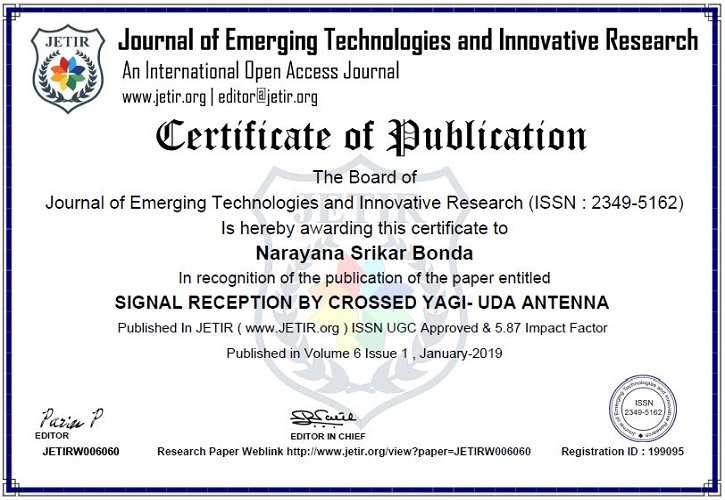 JETIR
Journal of Emerging Technologies and Innovative Research
An International Open Access Journal
www.jetir.org | editor@jetir.org
Certificate of Publication
The Board of
Journal of Emerging Technologies and Innovative Research (ISSN : 2349-5162)
Is hereby awarding this certificate to
Narayana Srikar Bonda
In recognition of the publication of the paper entitled
SIGNAL RECEPTION BY CROSSED YAGI- UDA ANTENNA
Published In JETIR ( www.JETIR.org ) ISSN UGC Approved & 5.87 Impact Factor
Published in Volume 6 Issue 1 , January-2019
JETIR
EDITOR
EDITOR IN CHIEF
Journal of Emerging Technologies and Innovative Research
ISSN
2349-5162
JETIRW006060
Research Paper Weblink http://www.jetir.org/view?paper=JETIRW006060
Registration ID : 199095